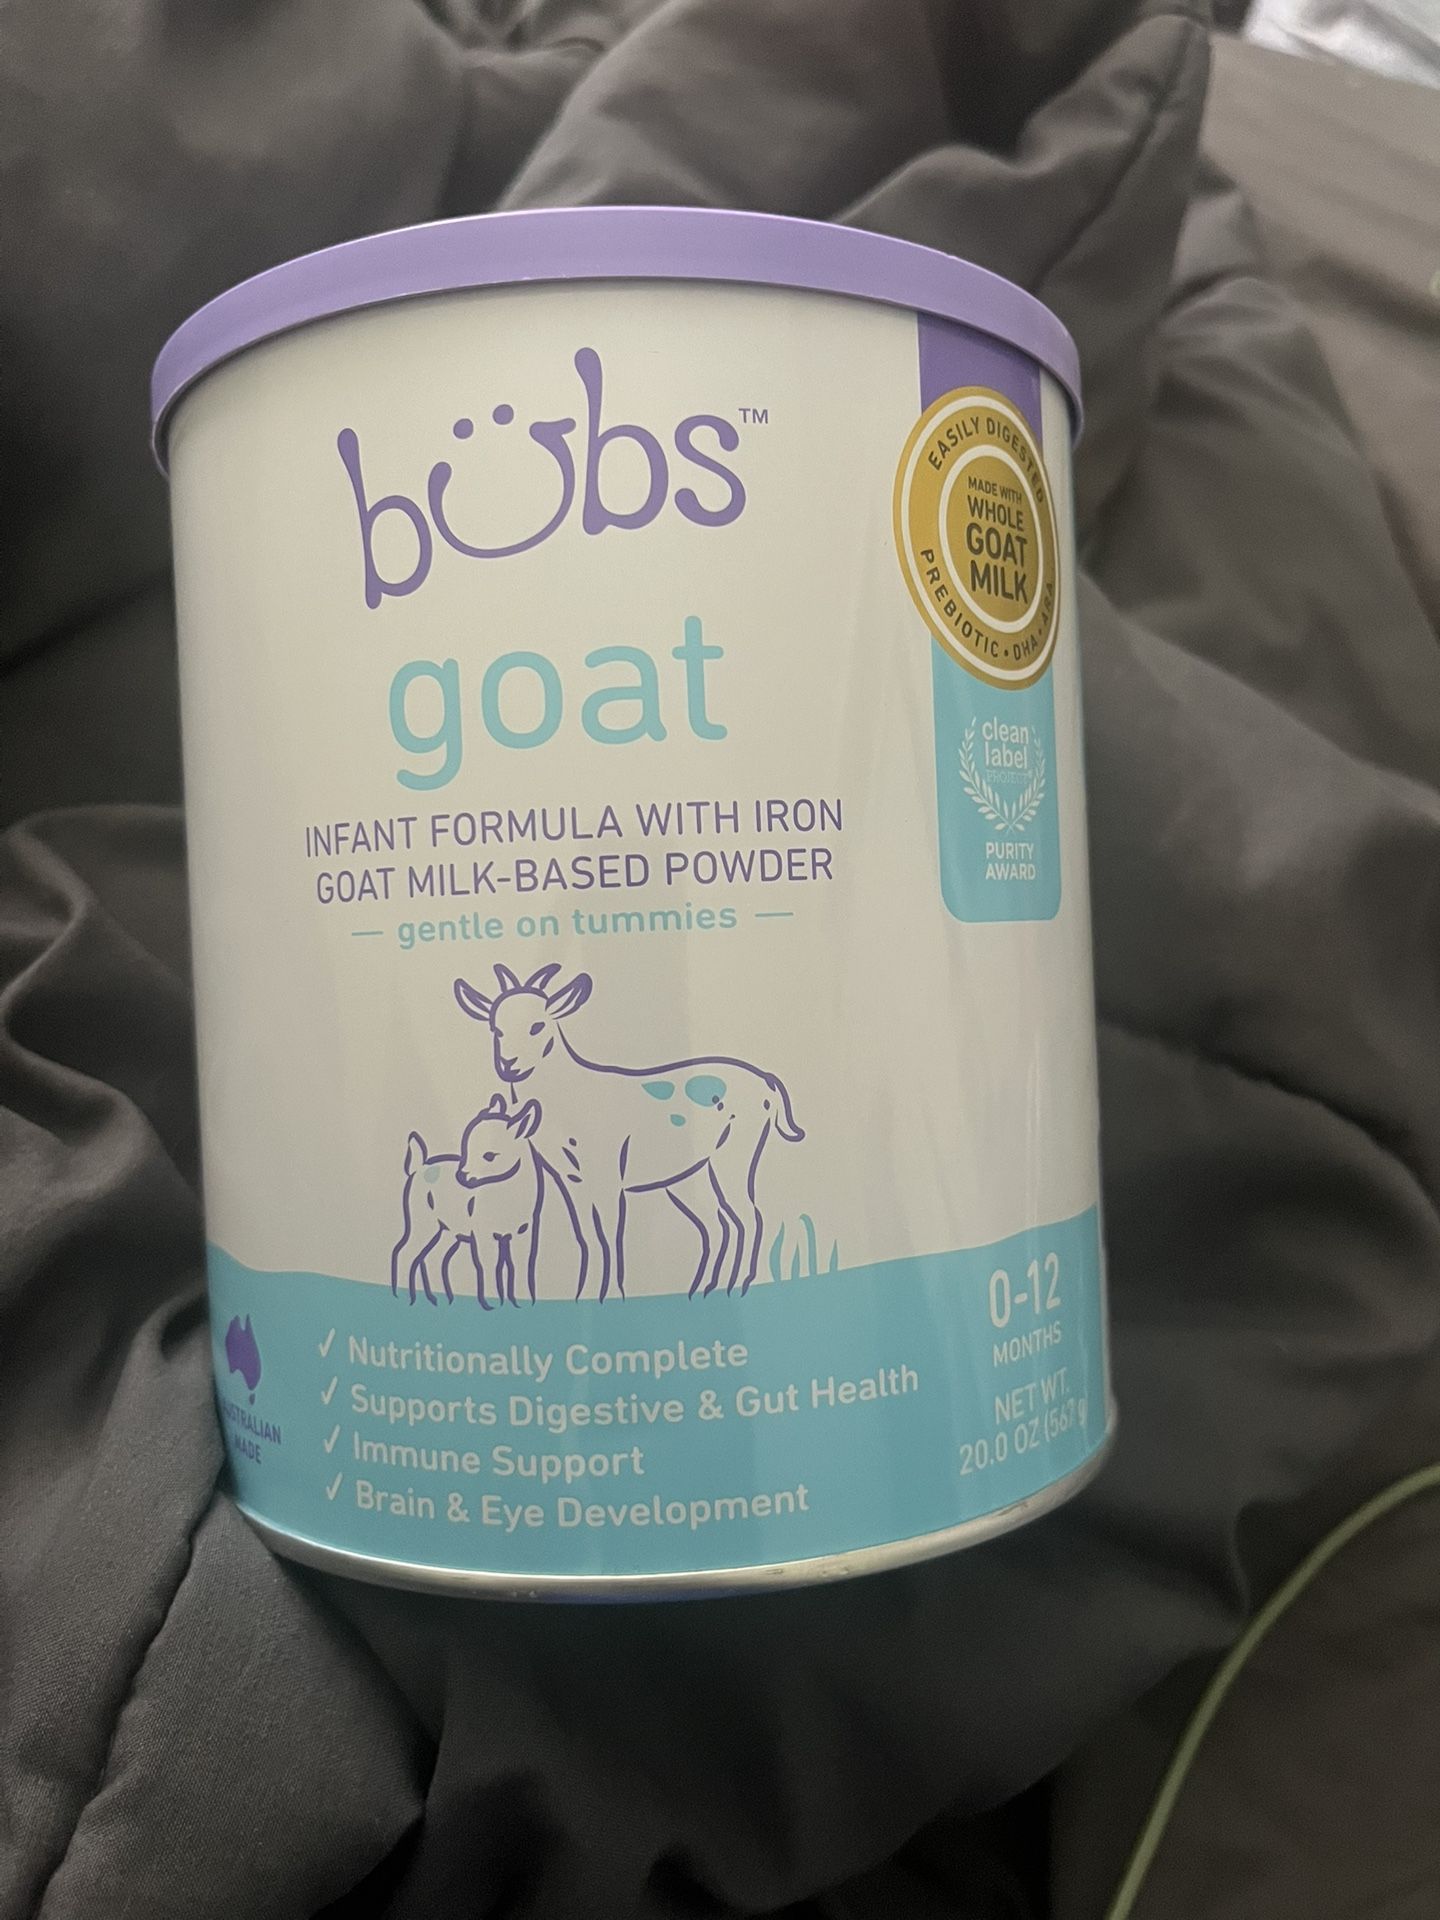 bübs™
goat
INFANT FORMULA WITH IRON
GOAT MILK-BASED POWDER
— gentle on tummies —
EASILY DIGESTED
MADE WITH
WHOLE
GOAT
MILK
PREBIOTIC • DHA • ARA
clean
label
PROJECT®
PURITY
AWARD
AUSTRALIAN
MADE
✓ Nutritionally Complete
✓ Supports Digestive & Gut Health
✓ Immune Support
✓ Brain & Eye Development
0-12
MONTHS
NET WT.
20.0 OZ (567 g)